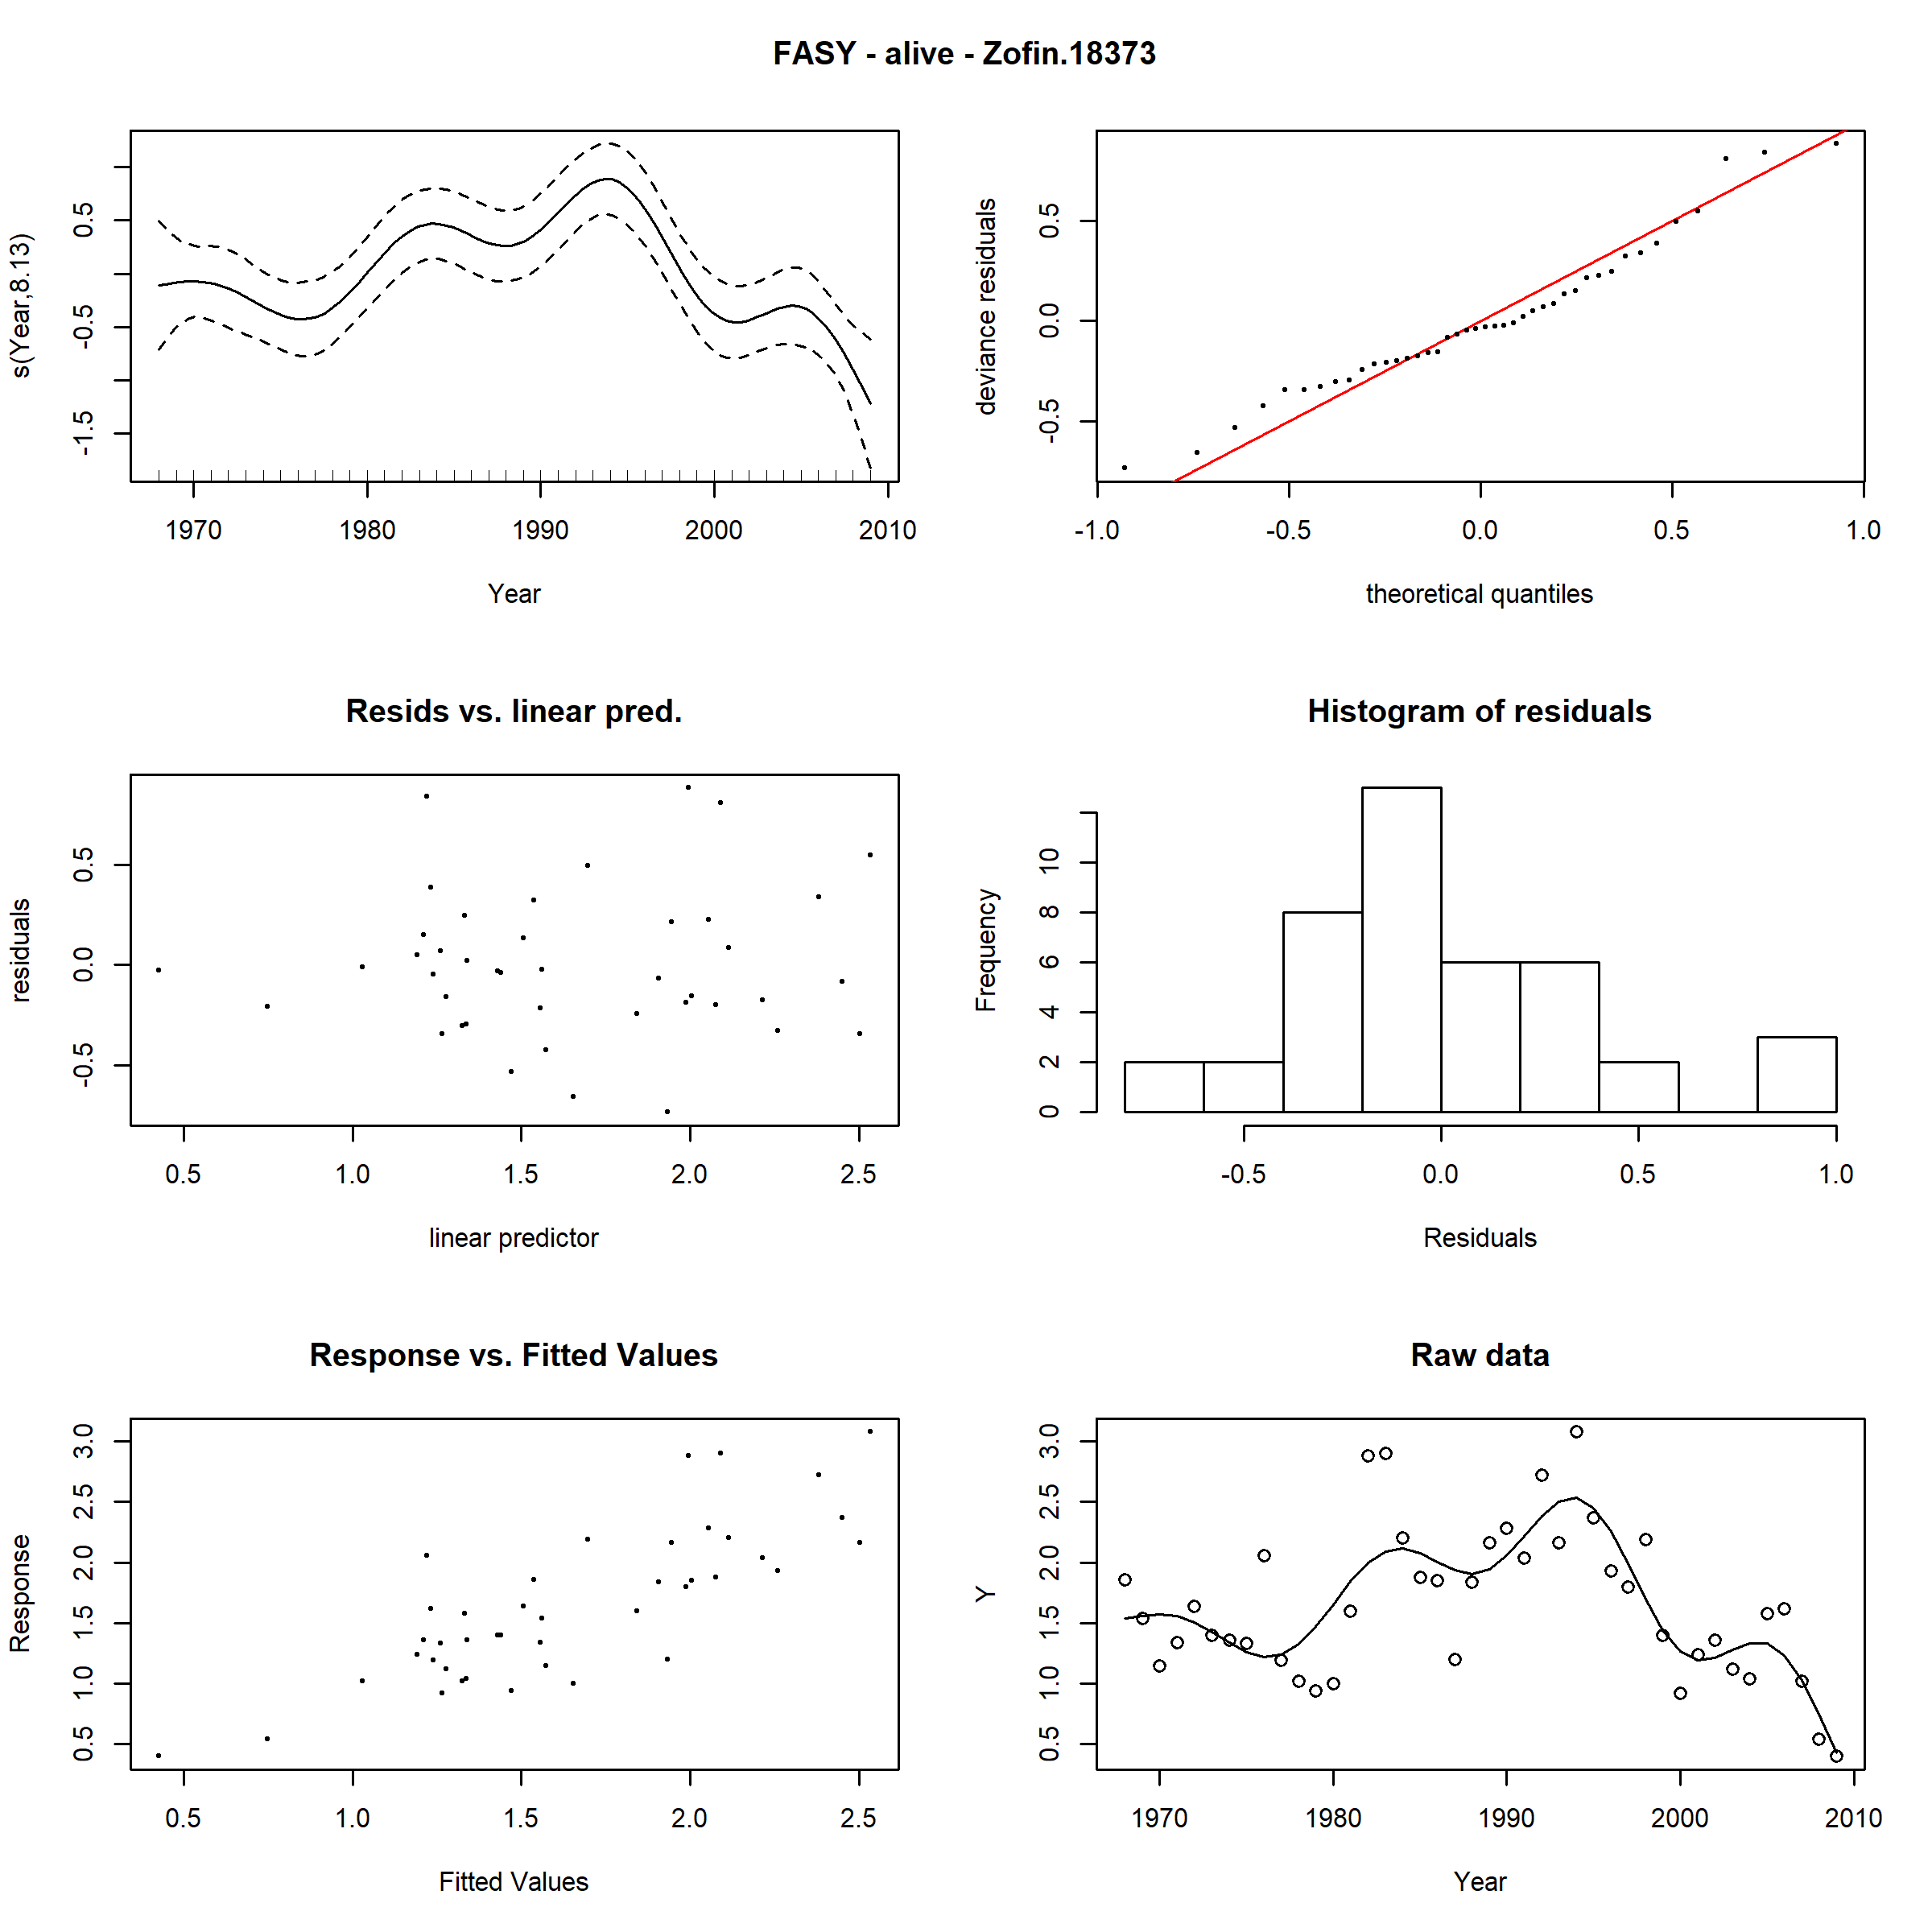 FASY - alive - Zofin.18373
s(Year,8.13)
0.5
-0.5
-1.5
1970 1980 1990 2000 2010
Year
deviance residuals
0.5
0.0
-0.5
-1.0 -0.5 0.0 0.5 1.0
theoretical quantiles
Resids vs. linear pred.
residuals
0.5
0.0
-0.5
0.5 1.0 1.5 2.0 2.5
linear predictor
Histogram of residuals
Frequency
10
8
6
4
2
0
-0.5 0.0 0.5 1.0
Residuals
Response vs. Fitted Values
Response
3.0
2.5
2.0
1.5
1.0
0.5
0.5 1.0 1.5 2.0 2.5
Fitted Values
Raw data
Y
3.0
2.5
2.0
1.5
1.0
0.5
1970 1980 1990 2000 2010
Year